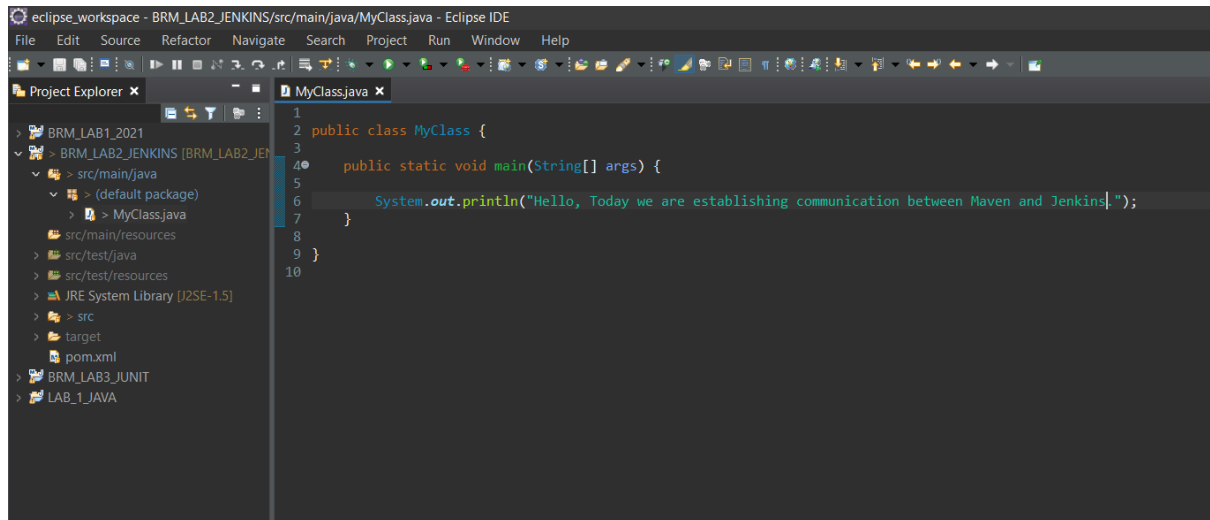 eclipse_workspace - BRM_LAB2_JENKINS/src/main/java/MyClass.java - Eclipse IDE
File Edit Source Refactor Navigate Search Project Run Window Help
Project Explorer
BRM_LAB1_2021
> BRM_LAB2_JENKINS [BRM_LAB2_JEN
> src/main/java
> (default package)
> MyClass.java
src/main/resources
src/test/java
src/test/resources
JRE System Library [J2SE-1.5]
> src
target
pom.xml
BRM_LAB3_JUNIT
LAB_1_JAVA
MyClass.java
1
2 public class MyClass {
3
4 public static void main(String[] args) {
5
6 System.out.println("Hello, Today we are establishing communication between Maven and Jenkins.");
7 }
8
9 }
10